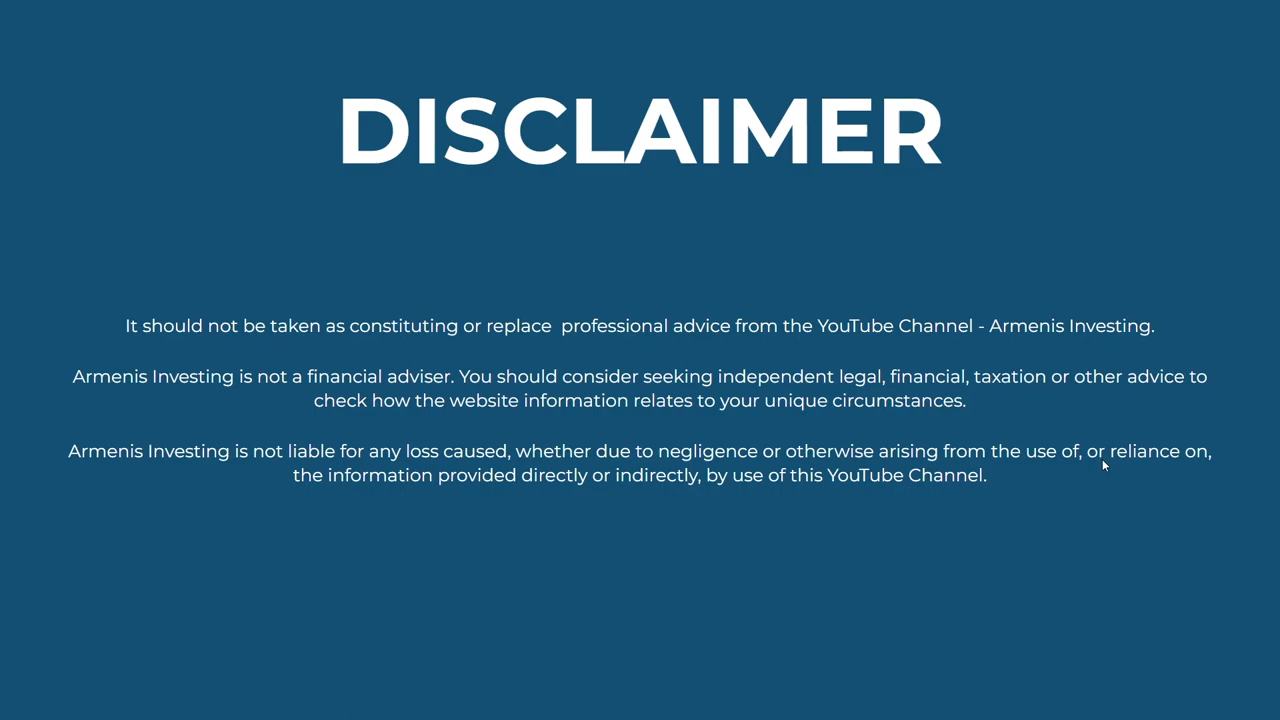 DISCLAIMER
It should not be taken as constituting or replace  professional advice from the YouTube Channel - Armenis Investing.
Armenis Investing is not a financial adviser. You should consider seeking independent legal, financial, taxation or other advice to
check how the website information relates to your unique circumstances.
Armenis Investing is not liable for any loss caused, whether due to negligence or otherwise arising from the use of, or reliance on,
the information provided directly or indirectly, by use of this YouTube Channel.